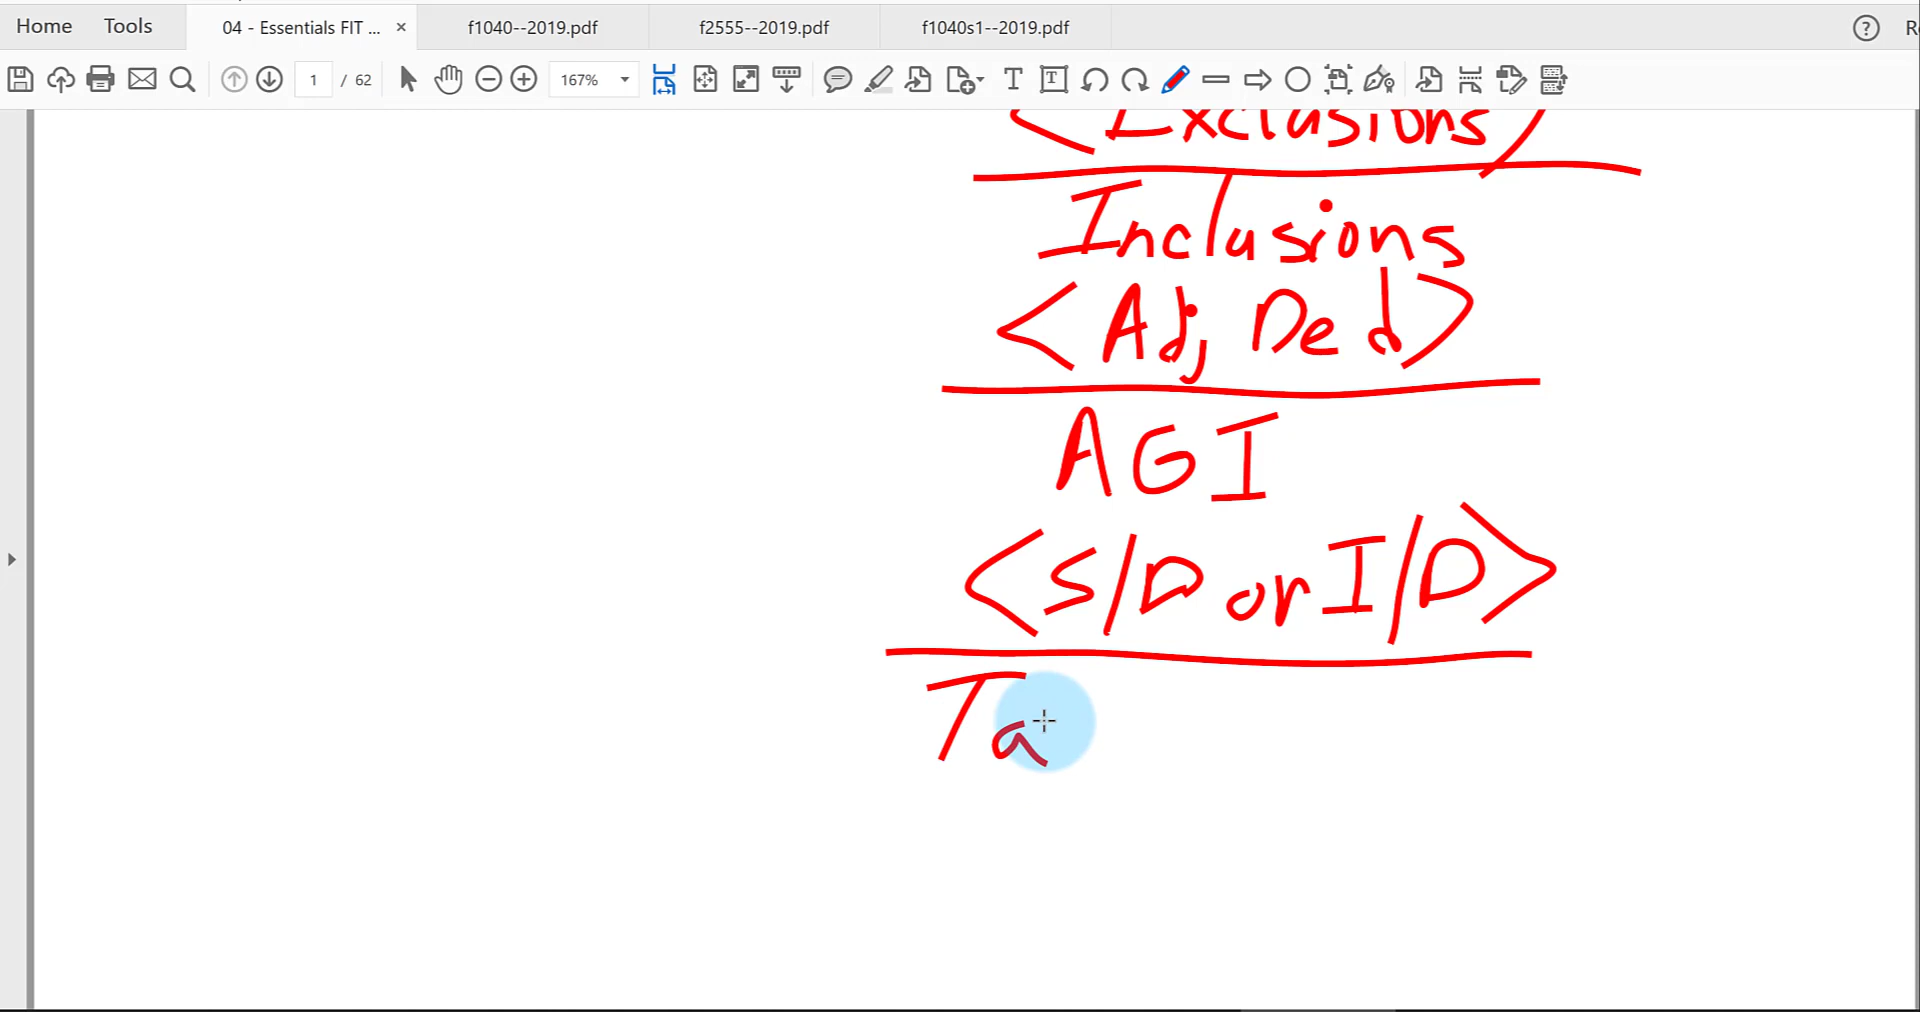 Home Tools 04 - Essentials FIT ... × f1040--2019.pdf f2555--2019.pdf f1040s1--2019.pdf ? Re
1 / 62 167% T T
<Exclusions>
Inclusions
<Adj, Ded>
AGI
<S/D or I/D>
Ta